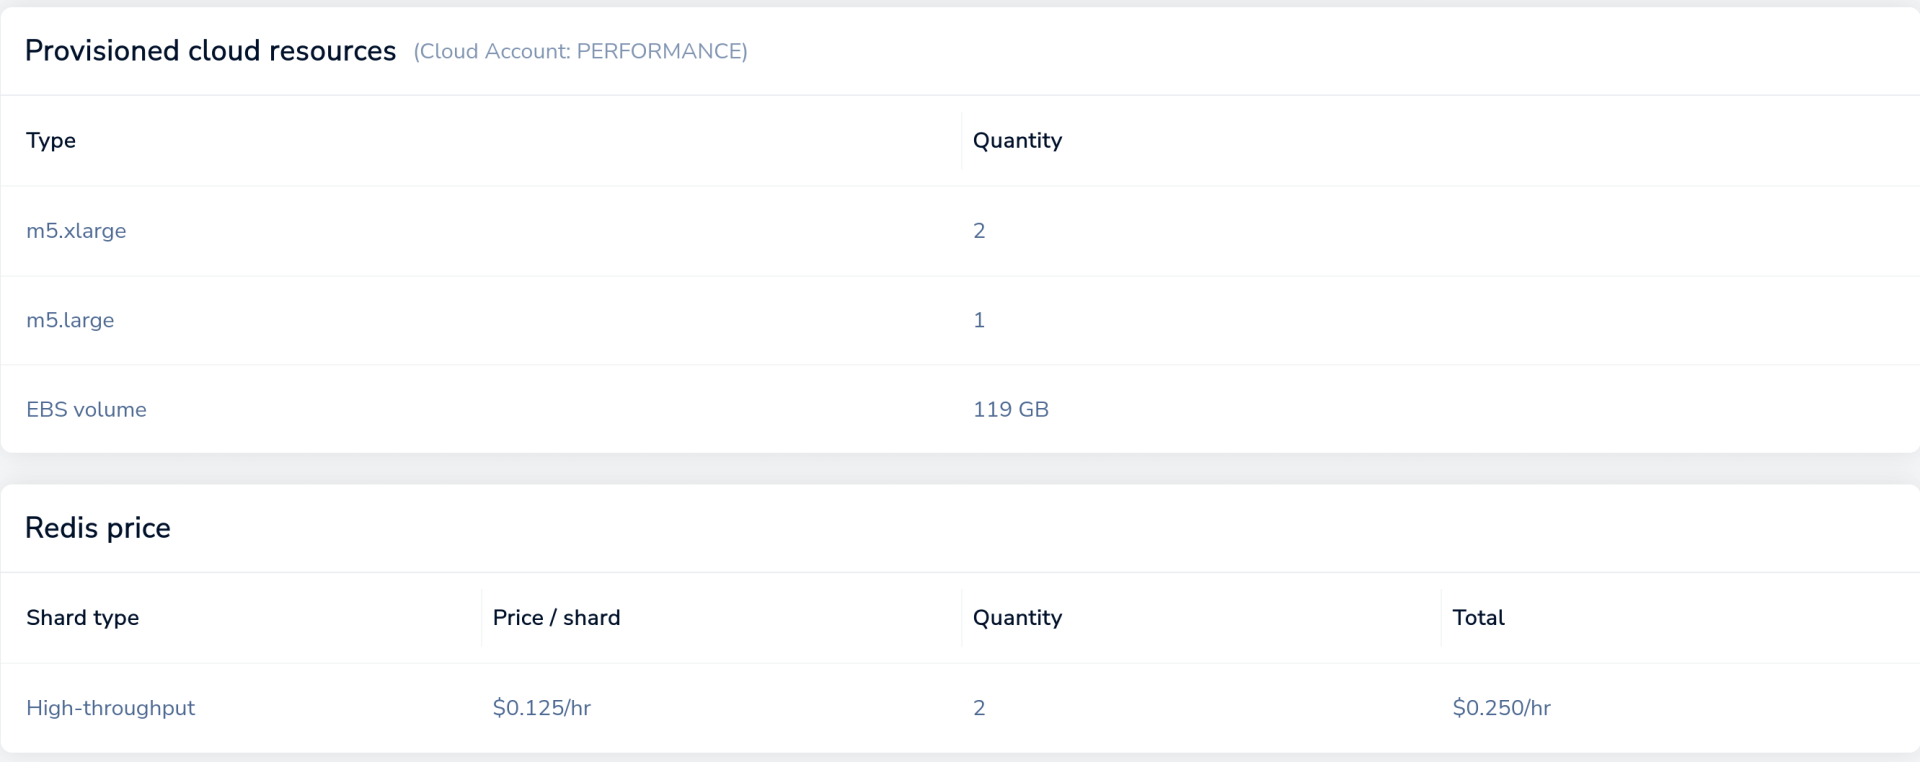 Provisioned cloud resources (Cloud Account: PERFORMANCE)
Type Quantity
m5.xlarge 2
m5.large 1
EBS volume 119 GB
Redis price
Shard type Price / shard Quantity Total
High-throughput $0.125/hr 2 $0.250/hr